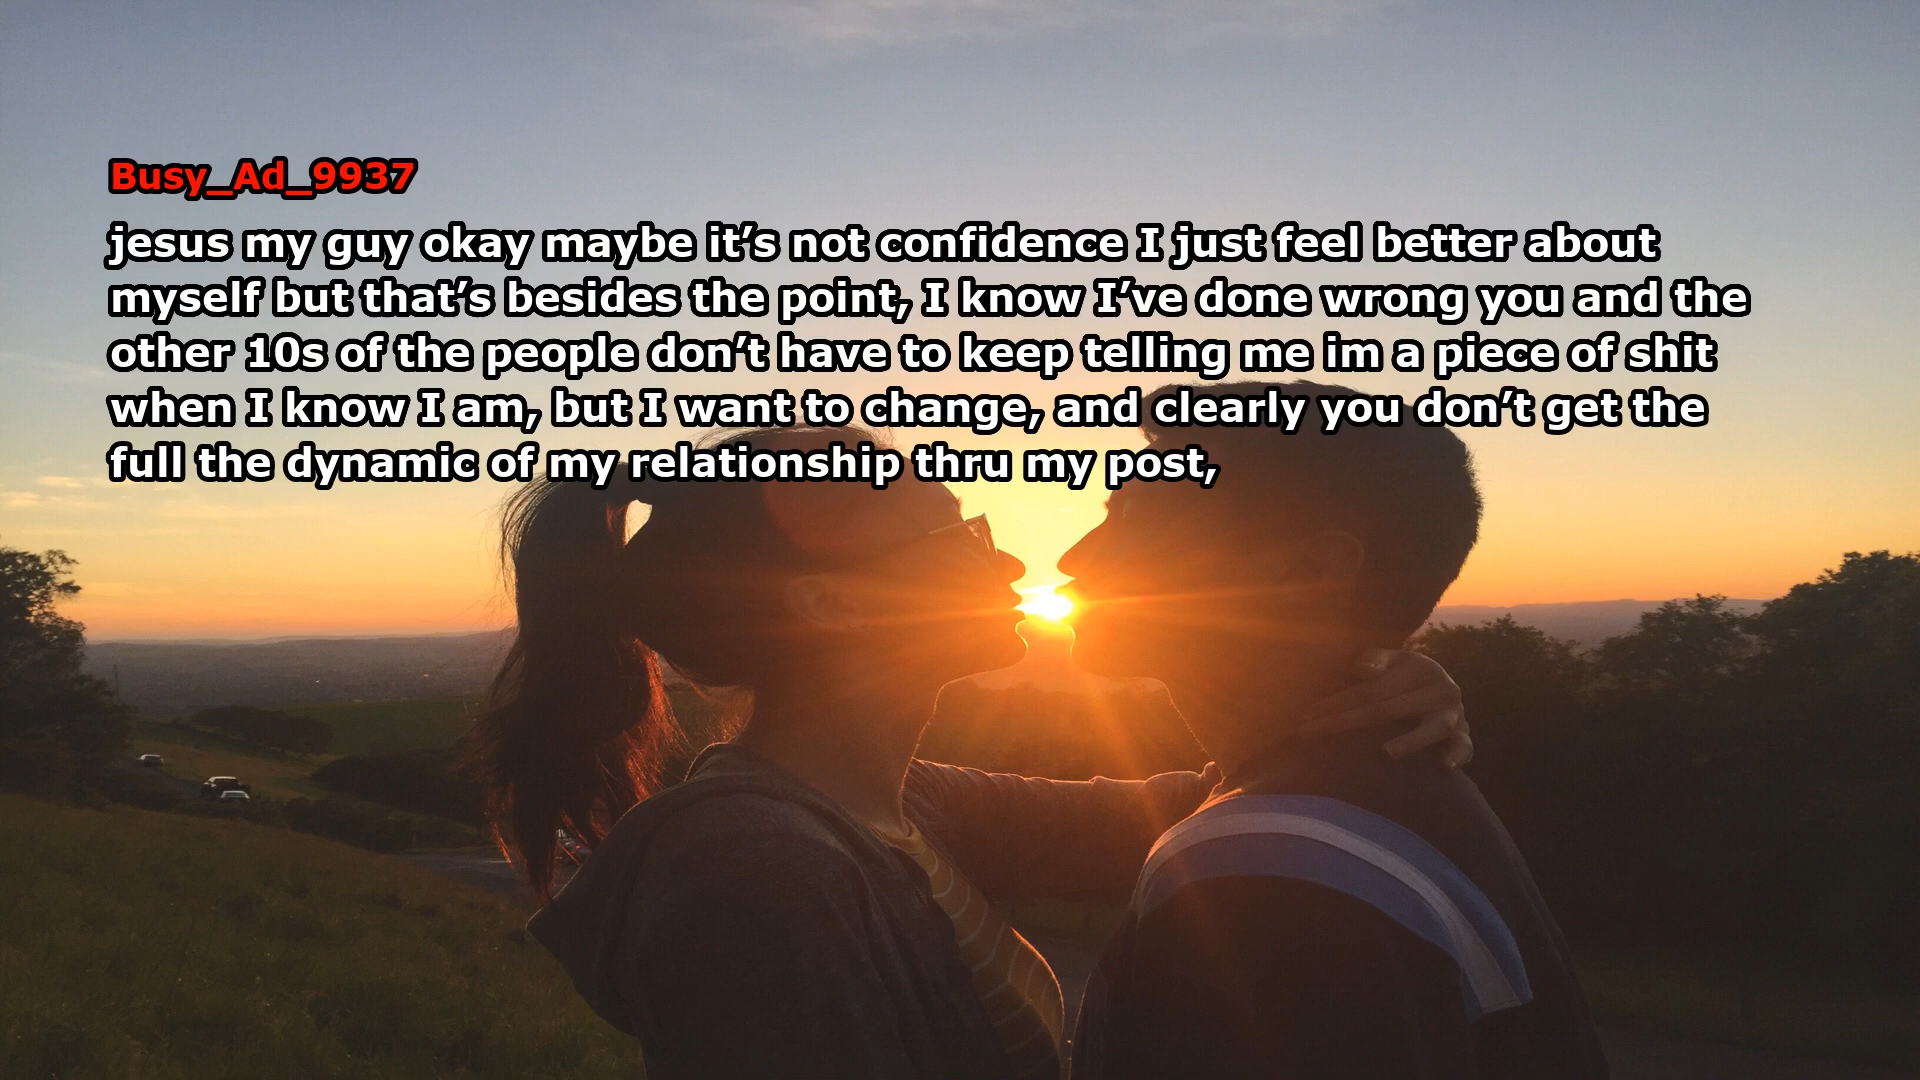 Busy_Ad_9937
jesus my guy okay maybe it’s not confidence I just feel better about
myself but that’s besides the point, I know I’ve done wrong you and the
other 10s of the people don’t have to keep telling me im a piece of shit
when I know I am, but I want to change, and clearly you don’t get the
full the dynamic of my relationship thru my post,